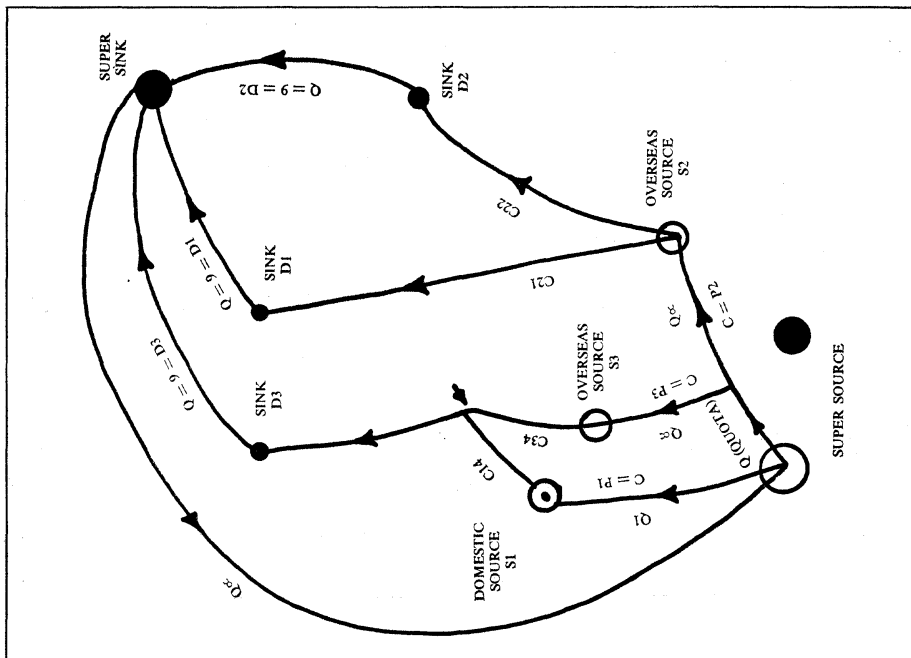 SUPER
SINK
Q = 9 = D2
SINK
D2
Q = 9 = D1
SINK
D1
Q = 9 = D3
SINK
D3
C22
C21
OVERSEAS
SOURCE
S2
Q∝
C = P2
OVERSEAS
SOURCE
S3
C34
C14
C = P3
Q∝
Q (QUOTA)
DOMESTIC
SOURCE
S1
C = P1
Q1
SUPER SOURCE
Q∝